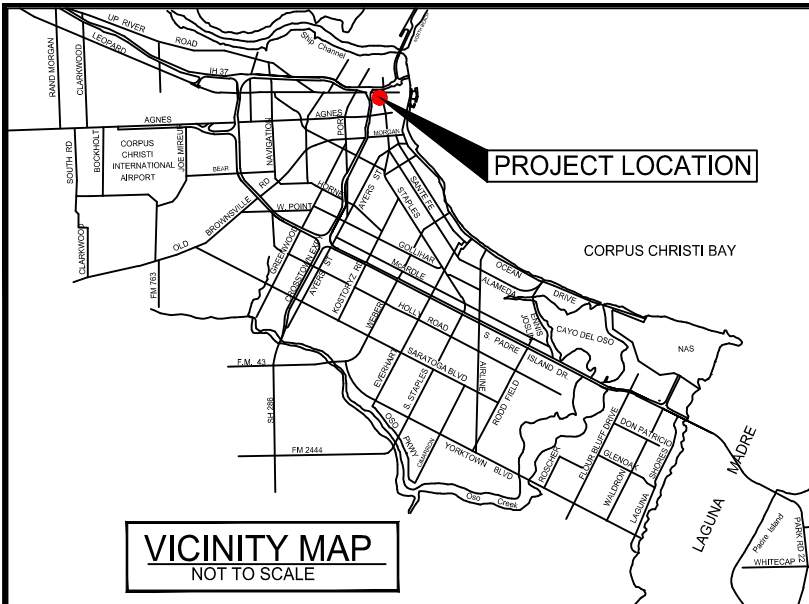 UP RIVER
ROAD
LEOPARD
Ship Channel
IH 37
RAND MORGAN
CLARKWOOD
AGNES
AGNES
PORT
MORGAN
NAVIGATION
SOUTH RD
BOCKHOLT
CORPUS
CHRISTI
INTERNATIONAL
AIRPORT
BEAR
PROJECT LOCATION
AYERS ST
STAPLES
SANTE FE
HORNE
W. POINT
OLD
BROWNSVILLE
RD
CLARKWOOD
FM 763
GREENWOOD
CROSSTOWN EXP
AYERS ST
KOSTORYZ RD
GOLLIHAR
McARDLE
CORPUS CHRISTI BAY
OCEAN
DRIVE
ALAMEDA
ENNIS
JOSLIN
CAYO DEL OSO
NAS
WEBER
HOLLY
ROAD
S. PADRE
ISLAND DR.
F.M. 43
EVERHART
SARATOGA BLVD
S. STAPLES
AIRLINE
RODD FIELD
SH 286
FM 2444
OSO
PKWY
CIMARRON
YORKTOWN
BLVD
Oso
Creek
ROSCHER
FLOUR BLUFF DRIVE
DON PATRICIO
GLENOAK
WALDRON
LAGUNA
SHORES
LAGUNA
MADRE
Padre Island
PARK RD 22
WHITECAP
VICINITY MAP
NOT TO SCALE